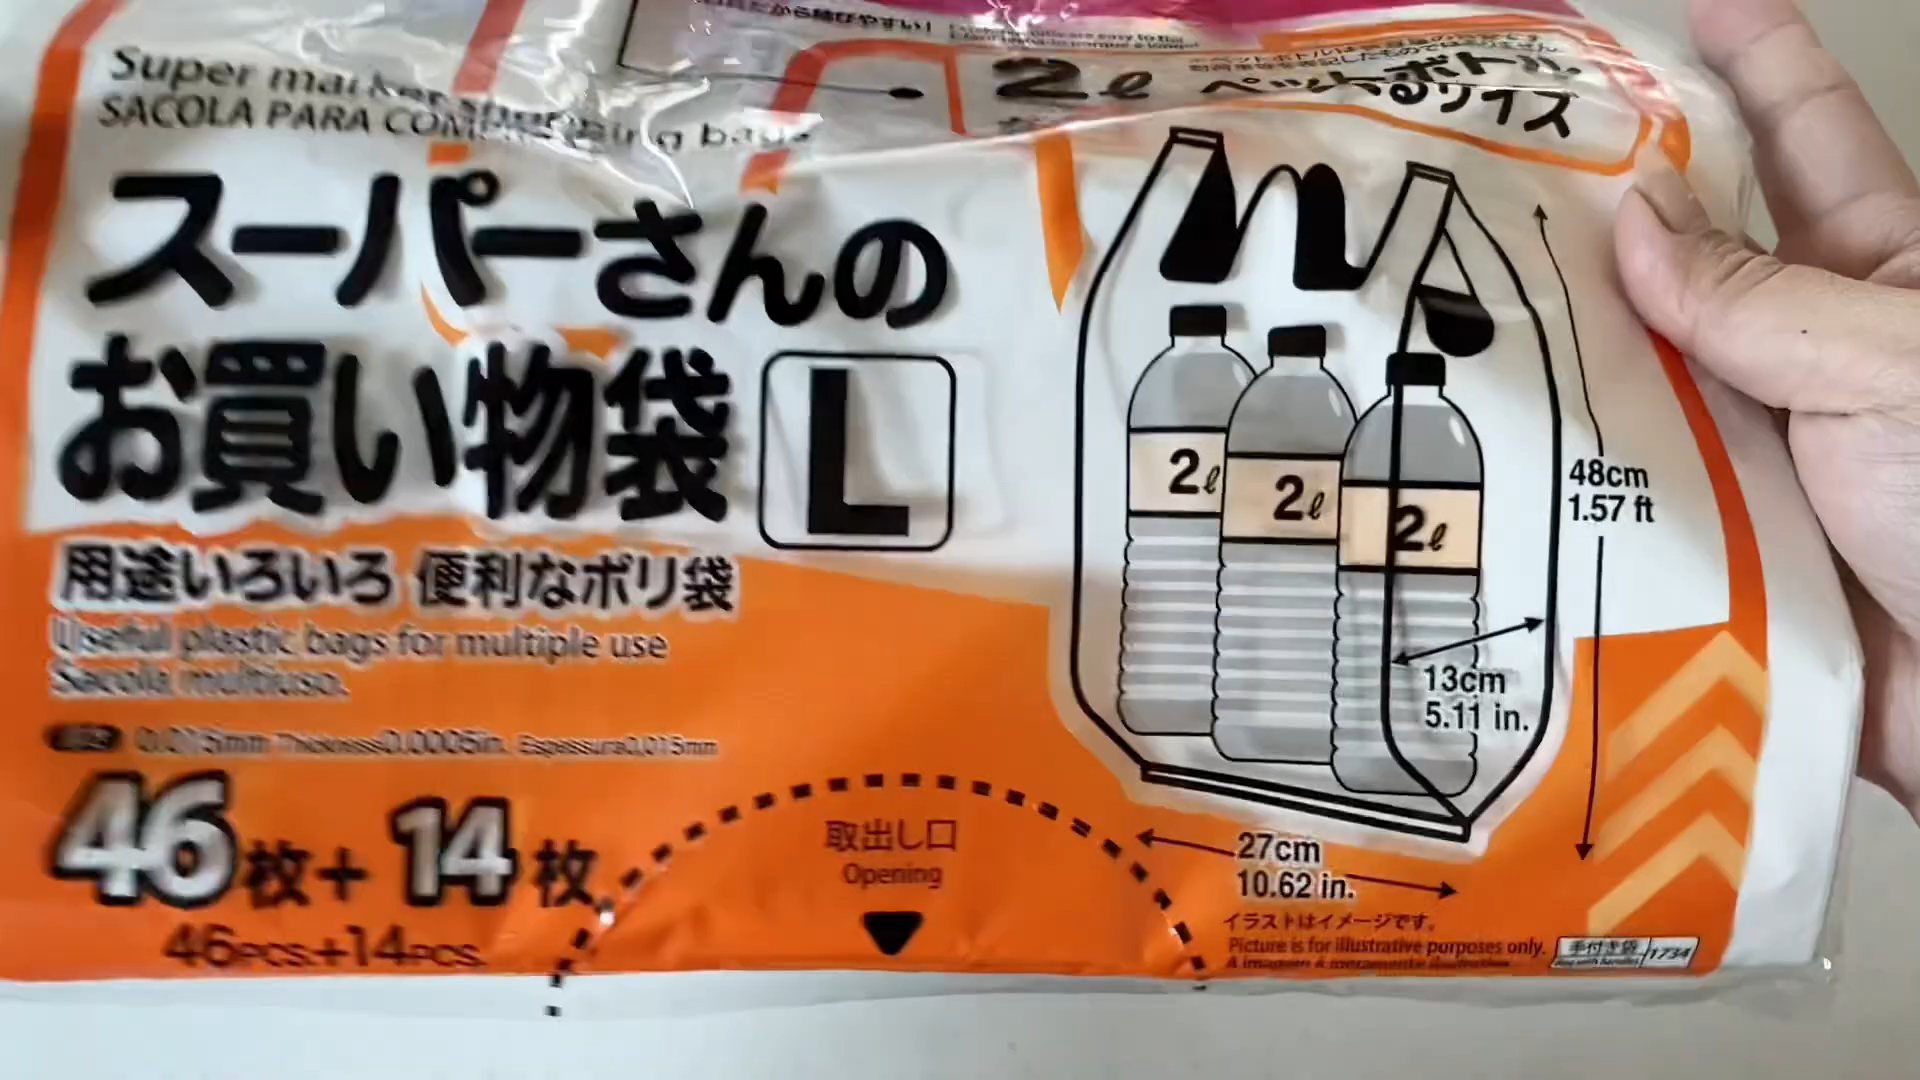 Super market shopping bags
SACOLA PARA
スーパーさんの
お買い物袋
L
用途いろいろ 便利なポリ袋
Useful plastic bags for multiple use
Sacola multiuso.
0.015mm Thickness0.0006in. Espessura0.015mm
46枚+14枚
46PCS.+14PCS.
取出し口
Opening
2ℓ ペットボトル
サイズ
2ℓ
2ℓ
2ℓ
48cm
1.57 ft
13cm
5.11 in.
27cm
10.62 in.
イラストはイメージです。
Picture is for illustrative purposes only.
A imagem é meramente ilustrativa.
手付き袋 1734